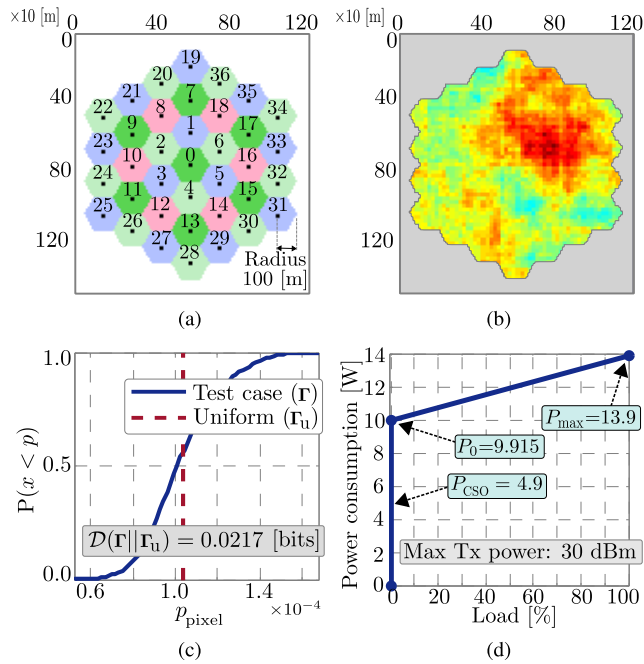 ×10 [m] 0 40 80 120
0
40
80
120
19
20 36
21 7 35
22 8 18 34
9 1 17
23 2 6 33
10 0 16
24 3 5 32
11 4 15
25 12 14 31
26 13 30
27 29
28
Radius
100 [m]
(a)
×10 [m] 0 40 80 120
0
40
80
120
(b)
1.0
0.5
0.0
P(x < p)
Test case (Γ)
Uniform (Γu)
D(Γ||Γu) = 0.0217 [bits]
0.6 1.0 1.4
×10⁻⁴
p_pixel
(c)
14
12
10
8
6
4
2
0
Power consumption [W]
P_max=13.9
P_0=9.915
P_CSO = 4.9
Max Tx power: 30 dBm
0 20 40 60 80 100
Load [%]
(d)